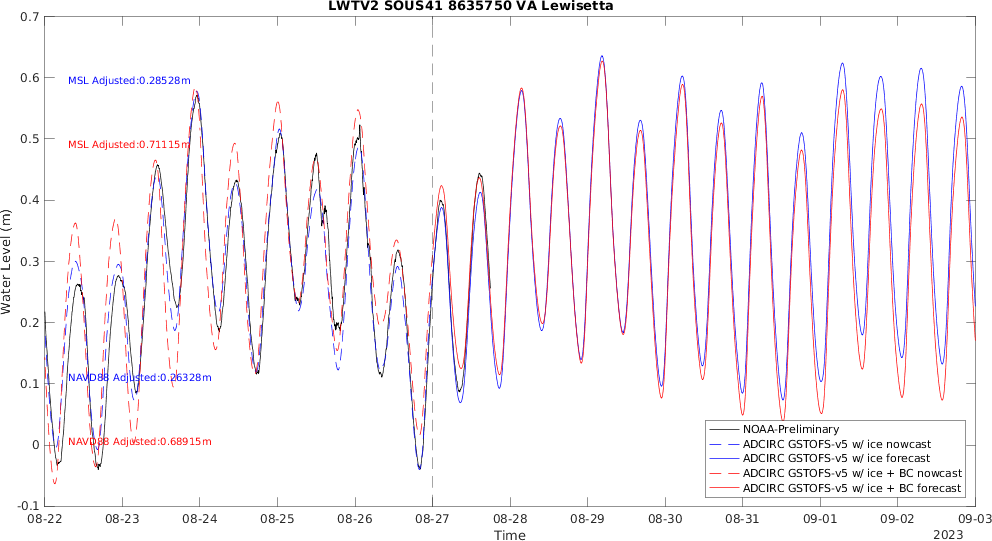 LWTV2 SOUS41 8635750 VA Lewisetta
0.7
0.6
0.5
0.4
0.3
0.2
0.1
0
-0.1
Water Level (m)
MSL Adjusted:0.28528m
MSL Adjusted:0.71115m
NAVD88 Adjusted:0.26328m
NAVD88 Adjusted:0.68915m
NOAA-Preliminary
ADCIRC GSTOFS-v5 w/ ice nowcast
ADCIRC GSTOFS-v5 w/ ice forecast
ADCIRC GSTOFS-v5 w/ ice + BC nowcast
ADCIRC GSTOFS-v5 w/ ice + BC forecast
08-22 08-23 08-24 08-25 08-26 08-27 08-28 08-29 08-30 08-31 09-01 09-02 09-03
Time
2023